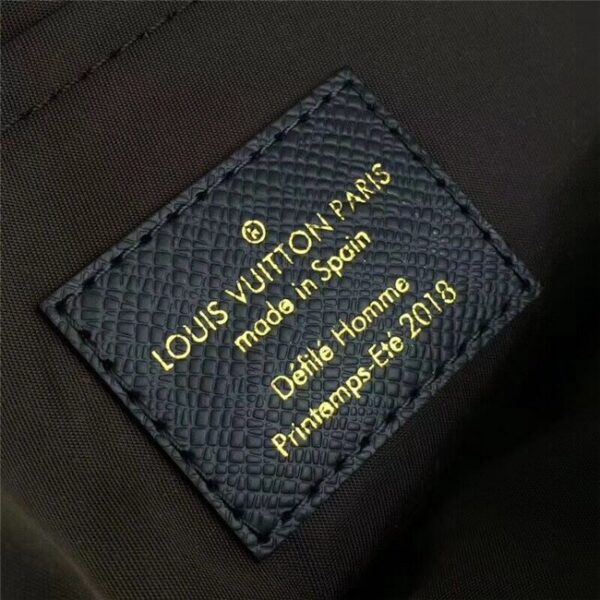 ®
LOUIS VUITTON PARIS
made in Spain
Défilé Homme
Printemps-Eté 2018